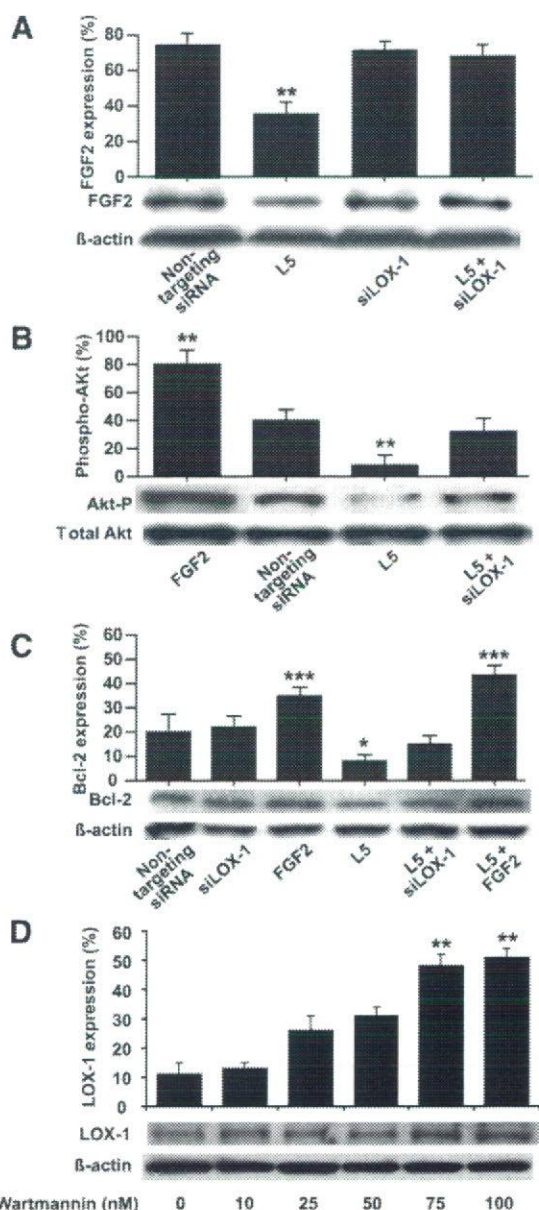 A
FGF2 expression (%)
80
60
40
20
0
**
FGF2
ß-actin
Non-targeting siRNA
L5
siLOX-1
L5 + siLOX-1
B
Phospho-AKt (%)
100
80
60
40
20
0
**
**
Akt-P
Total Akt
FGF2
Non-targeting siRNA
L5
L5 + siLOX-1
C
Bcl-2 expression (%)
60
50
40
30
20
10
0
***
*
***
Bcl-2
ß-actin
Non-targeting siRNA
siLOX-1
FGF2
L5
L5 + siLOX-1
L5 + FGF2
D
LOX-1 expression (%)
60
50
40
30
20
10
0
**
**
LOX-1
ß-actin
Wartmannin (nM) 0 10 25 50 75 100